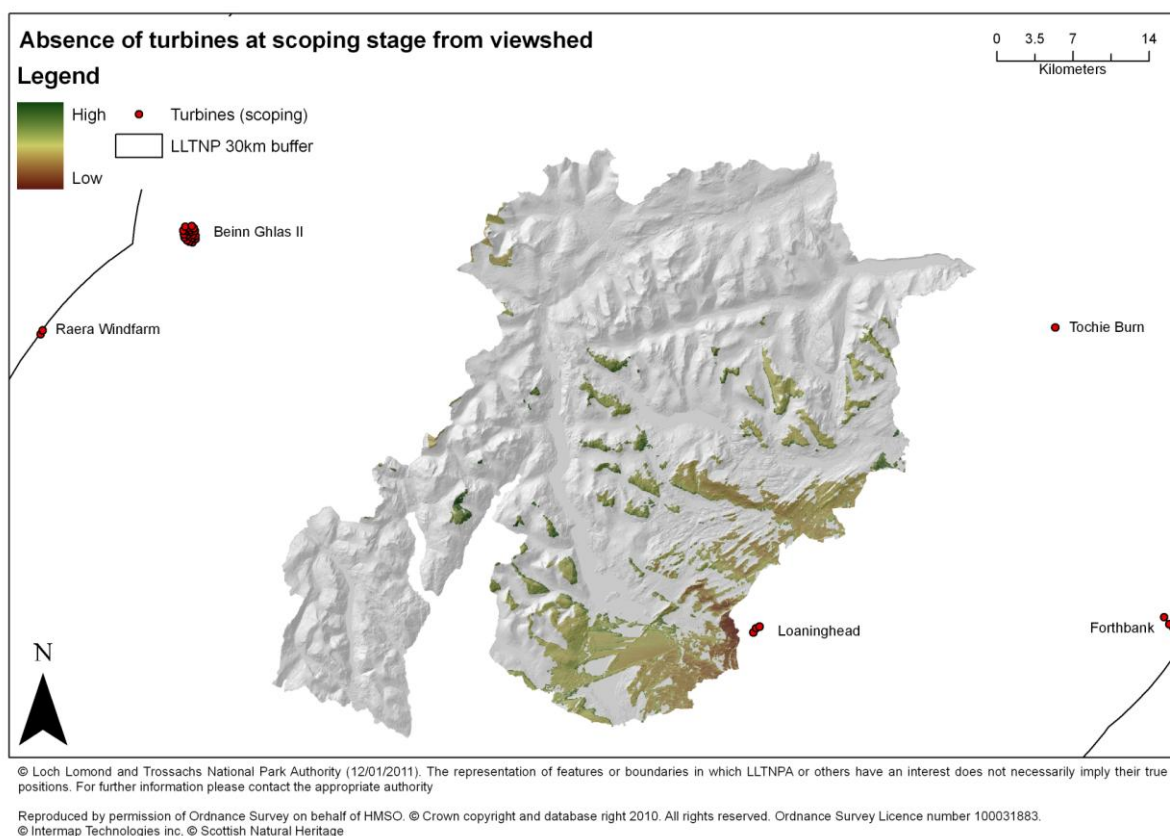 Absence of turbines at scoping stage from viewshed
Legend
High
Low
Turbines (scoping)
LLTNP 30km buffer
0 3.5 7 14
Kilometers
Beinn Ghlas II
Raera Windfarm
Tochie Burn
Loaninghead
Forthbank
N
© Loch Lomond and Trossachs National Park Authority (12/01/2011). The representation of features or boundaries in which LLTNPA or others have an interest does not necessarily imply their true
positions. For further information please contact the appropriate authority
Reproduced by permission of Ordnance Survey on behalf of HMSO. © Crown copyright and database right 2010. All rights reserved. Ordnance Survey Licence number 100031883.
© Intermap Technologies inc. © Scottish Natural Heritage